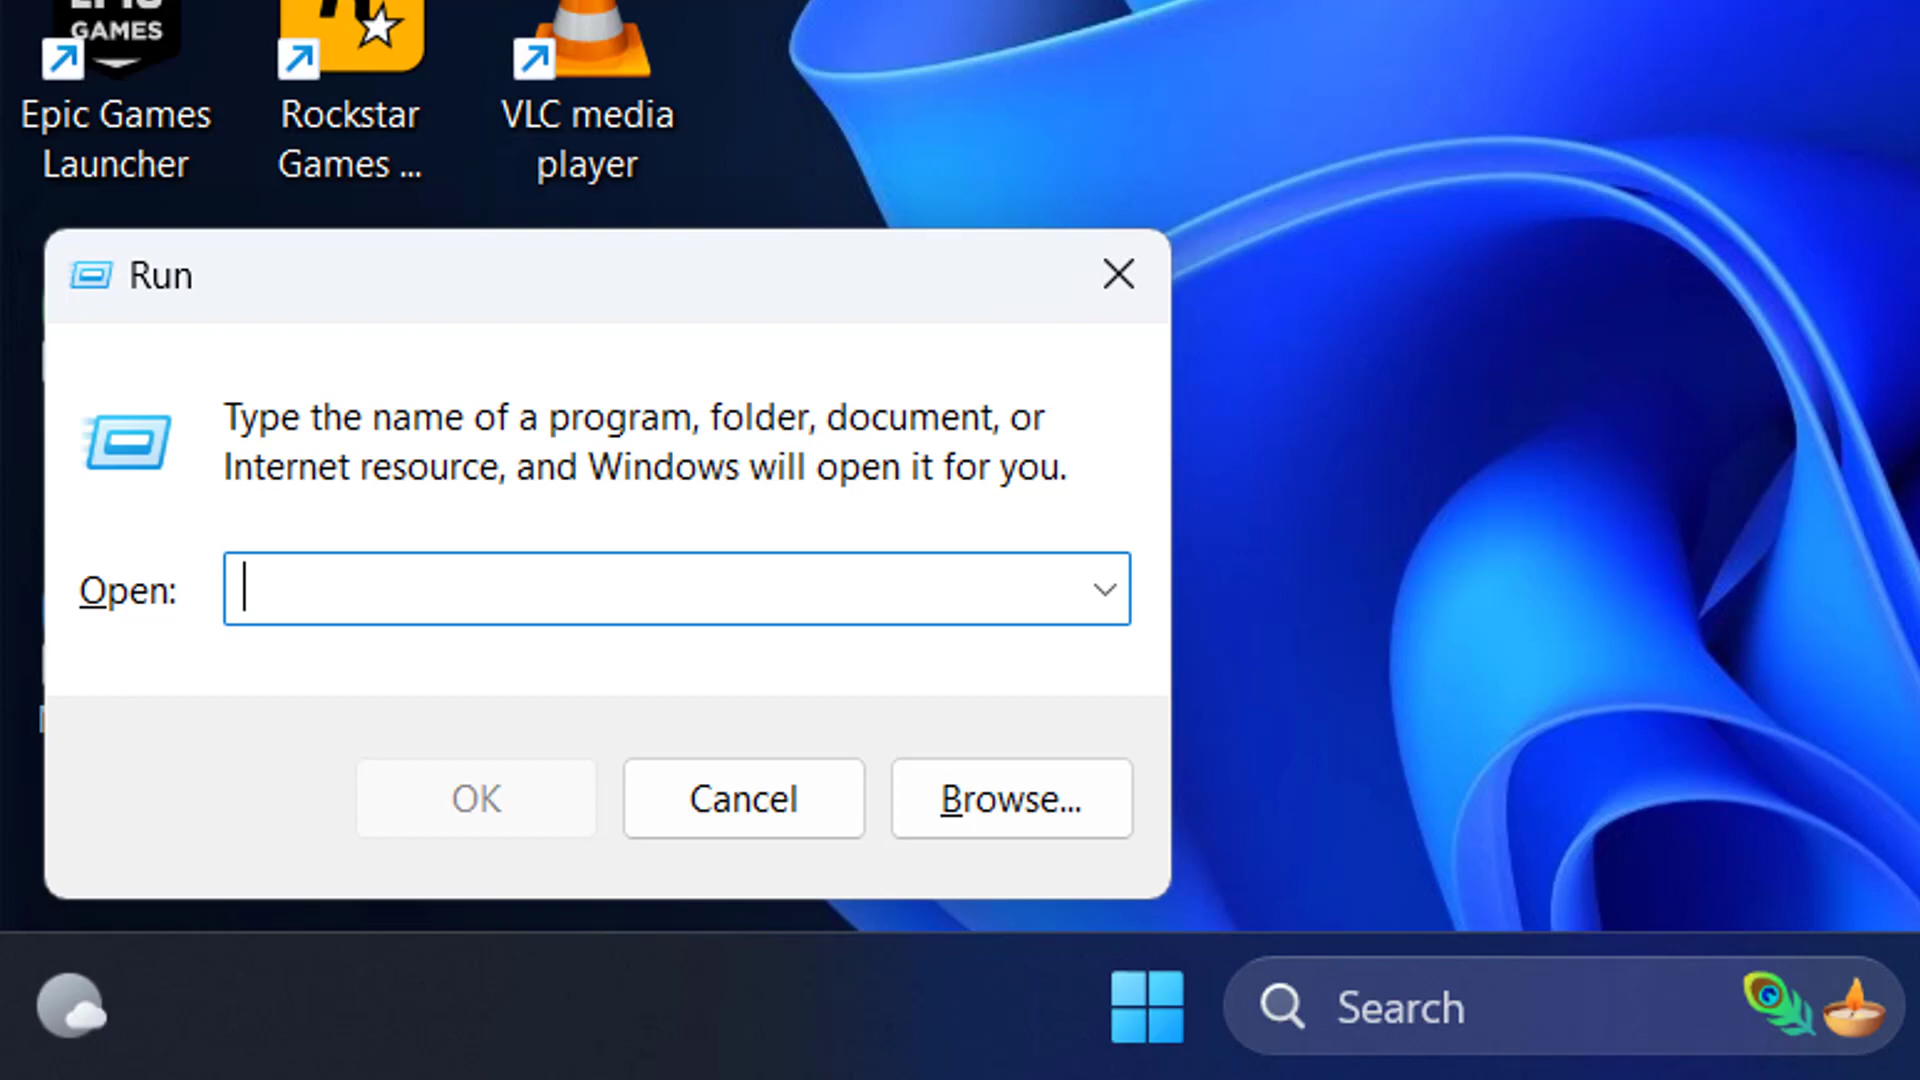 GAMES
Epic Games
Launcher
Rockstar
Games ...
VLC media
player
Run
Type the name of a program, folder, document, or
Internet resource, and Windows will open it for you.
Open:
OK
Cancel
Browse...
Search